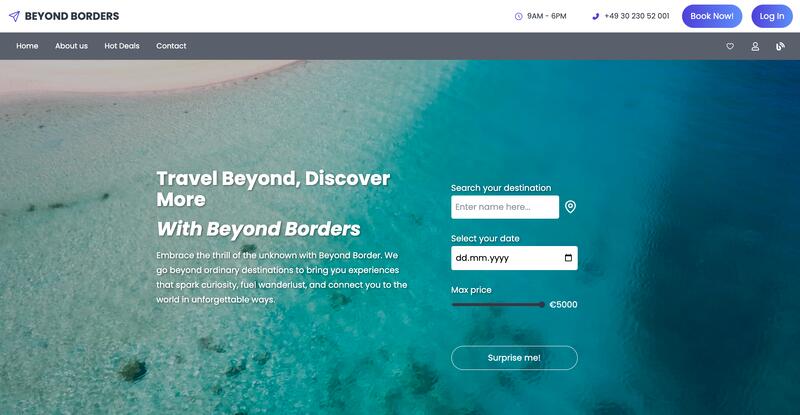 BEYOND BORDERS
9AM - 6PM
+49 30 230 52 001
Book Now!
Log In
Home
About us
Hot Deals
Contact
Travel Beyond, Discover
More
With Beyond Borders
Embrace the thrill of the unknown with Beyond Border. We
go beyond ordinary destinations to bring you experiences
that spark curiosity, fuel wanderlust, and connect you to the
world in unforgettable ways.
Search your destination
Enter name here...
Select your date
dd.mm.yyyy
Max price
€5000
Surprise me!